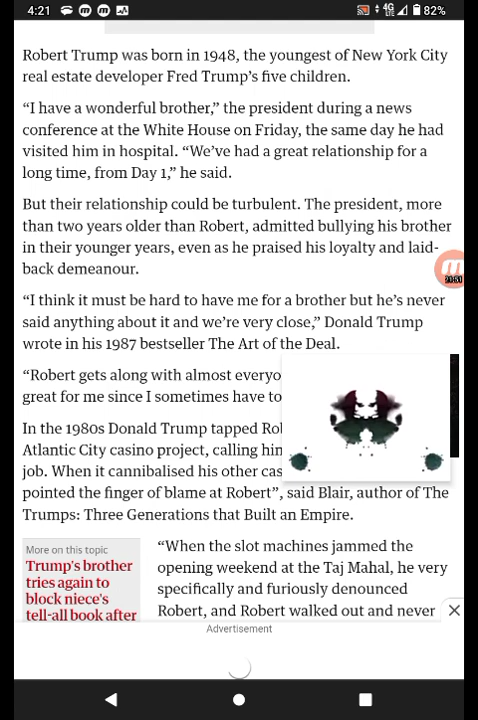 4:21
4G
LTE
82%
Robert Trump was born in 1948, the youngest of New York City
real estate developer Fred Trump’s five children.
“I have a wonderful brother,” the president during a news
conference at the White House on Friday, the same day he had
visited him in hospital. “We’ve had a great relationship for a
long time, from Day 1,” he said.
But their relationship could be turbulent. The president, more
than two years older than Robert, admitted bullying his brother
in their younger years, even as he praised his loyalty and laid-
back demeanour.
“I think it must be hard to have me for a brother but he’s never
said anything about it and we’re very close,” Donald Trump
wrote in his 1987 bestseller The Art of the Deal.
“Robert gets along with almost everyo
great for me since I sometimes have to
In the 1980s Donald Trump tapped Rob
Atlantic City casino project, calling him
job. When it cannibalised his other cas
pointed the finger of blame at Robert”, said Blair, author of The
Trumps: Three Generations that Built an Empire.
More on this topic
Trump’s brother
tries again to
block niece’s
tell-all book after
“When the slot machines jammed the
opening weekend at the Taj Mahal, he very
specifically and furiously denounced
Robert, and Robert walked out and never
Advertisement